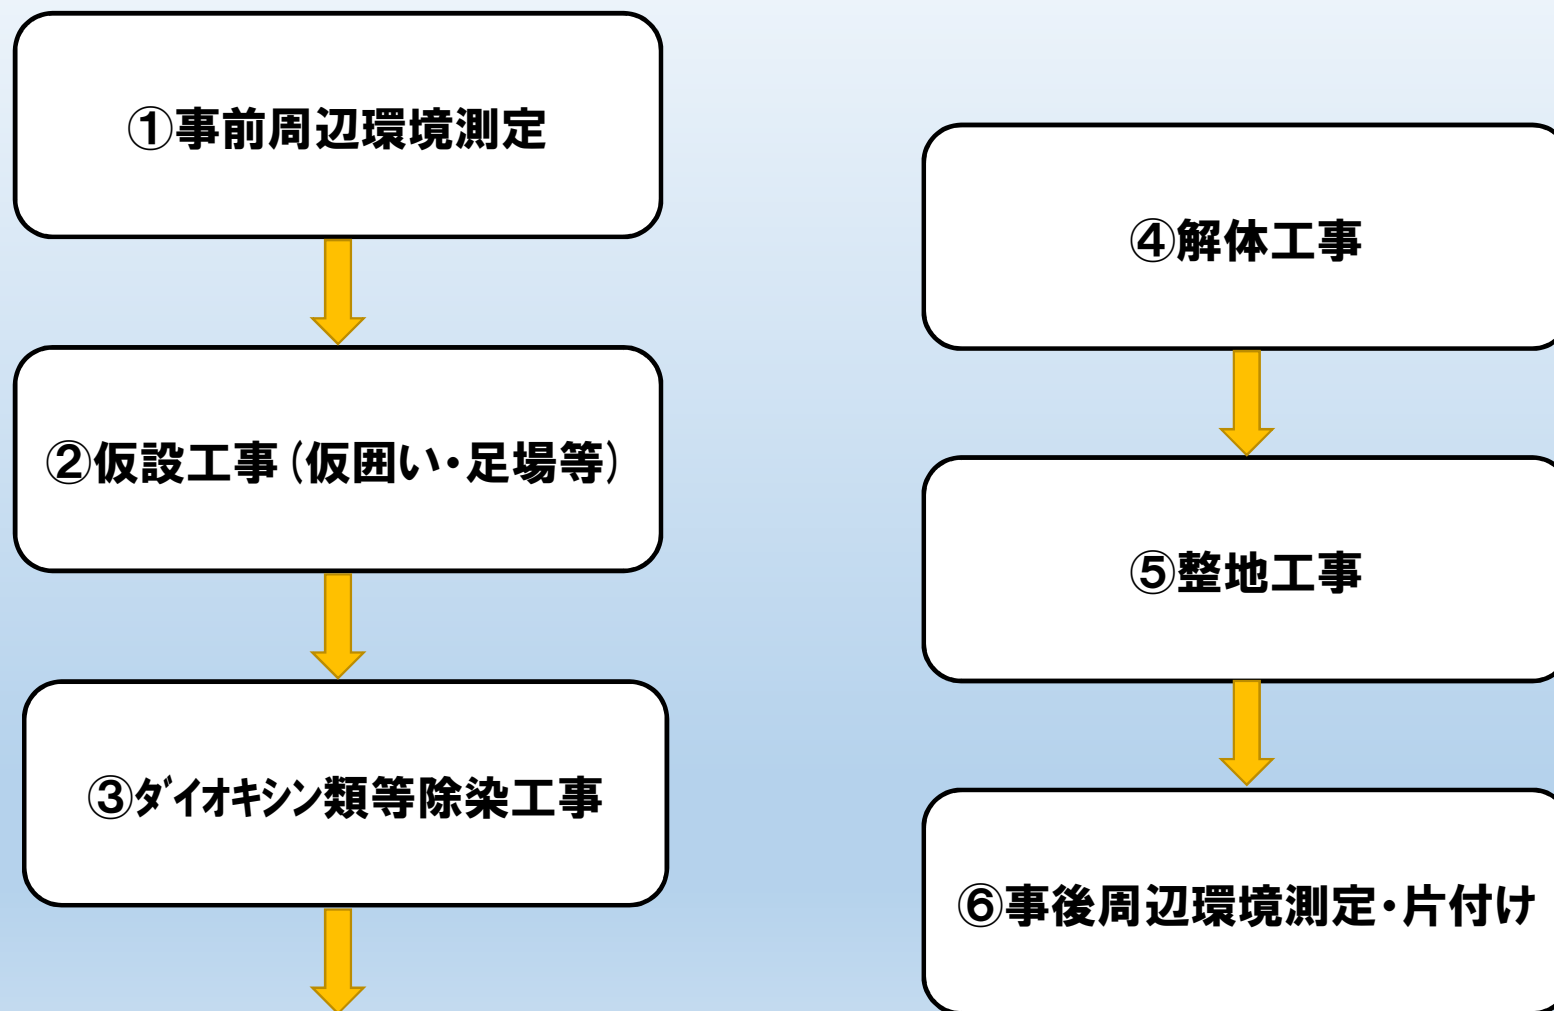 ①事前周辺環境測定
②仮設工事（仮囲い・足場等）
③ﾀﾞｲｵｷｼﾝ類等除染工事
④解体工事
⑤整地工事
⑥事後周辺環境測定・片付け